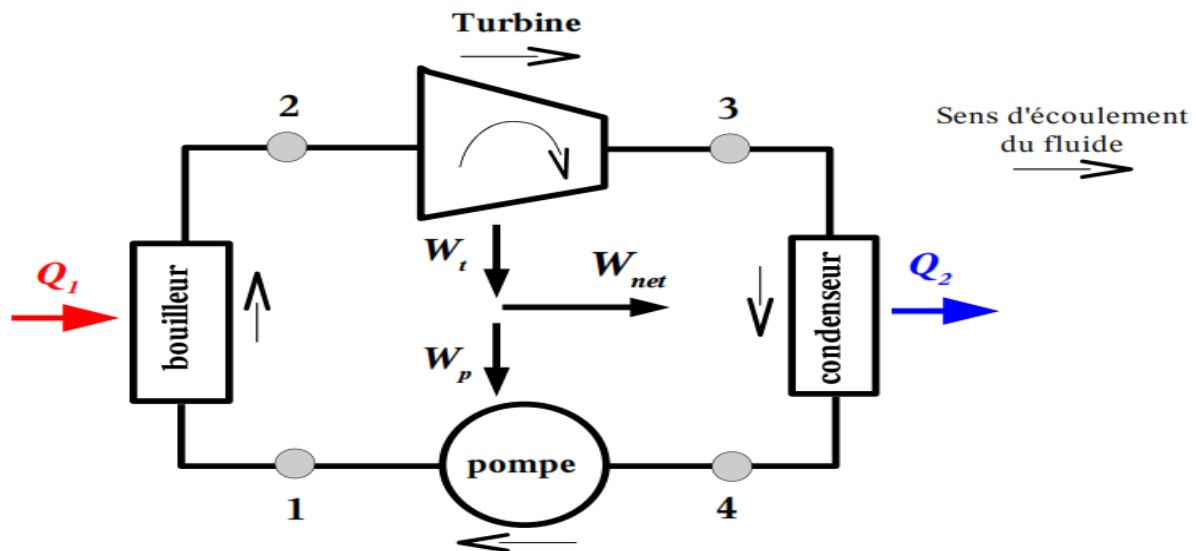 Turbine
2
3
Sens d'écoulement
du fluide
Q1
bouilleur
Wt
Wnet
Wp
condenseur
Q2
pompe
1
4